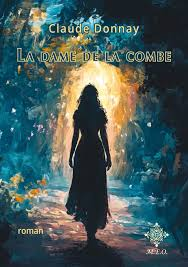 Claude Donnay
La dame de la combe
roman
M.E.O.